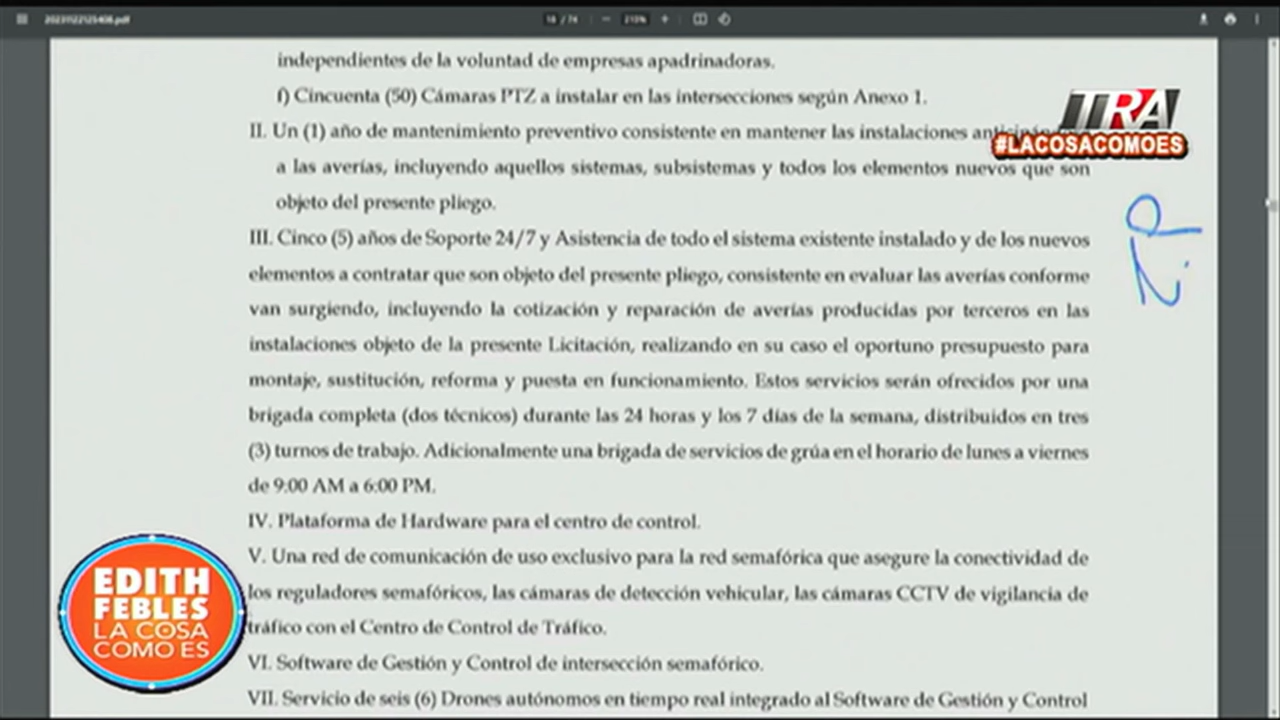 20231122125408.pdf
18 / 74
210%
independientes de la voluntad de empresas apadrinadoras.
f) Cincuenta (50) Cámaras PTZ a instalar en las intersecciones según Anexo 1.
TRA
II. Un (1) año de mantenimiento preventivo consistente en mantener las instalaciones
#LACOSACOMOES
a las averías, incluyendo aquellos sistemas, subsistemas y todos los elementos nuevos que son
objeto del presente pliego.
III. Cinco (5) años de Soporte 24/7 y Asistencia de todo el sistema existente instalado y de los nuevos
elementos a contratar que son objeto del presente pliego, consistente en evaluar las averías conforme
van surgiendo, incluyendo la cotización y reparación de averías producidas por terceros en las
instalaciones objeto de la presente Licitación, realizando en su caso el oportuno presupuesto para
montaje, sustitución, reforma y puesta en funcionamiento. Estos servicios serán ofrecidos por una
brigada completa (dos técnicos) durante las 24 horas y los 7 días de la semana, distribuidos en tres
(3) turnos de trabajo. Adicionalmente una brigada de servicios de grúa en el horario de lunes a viernes
de 9:00 AM a 6:00 PM.
IV. Plataforma de Hardware para el centro de control.
V. Una red de comunicación de uso exclusivo para la red semafórica que asegure la conectividad de
los reguladores semafóricos, las cámaras de detección vehicular, las cámaras CCTV de vigilancia de
tráfico con el Centro de Control de Tráfico.
VI. Software de Gestión y Control de intersección semafórico.
VII. Servicio de seis (6) Drones autónomos en tiempo real integrado al Software de Gestión y Control
EDITH
FEBLES
LA COSA
COMO ES